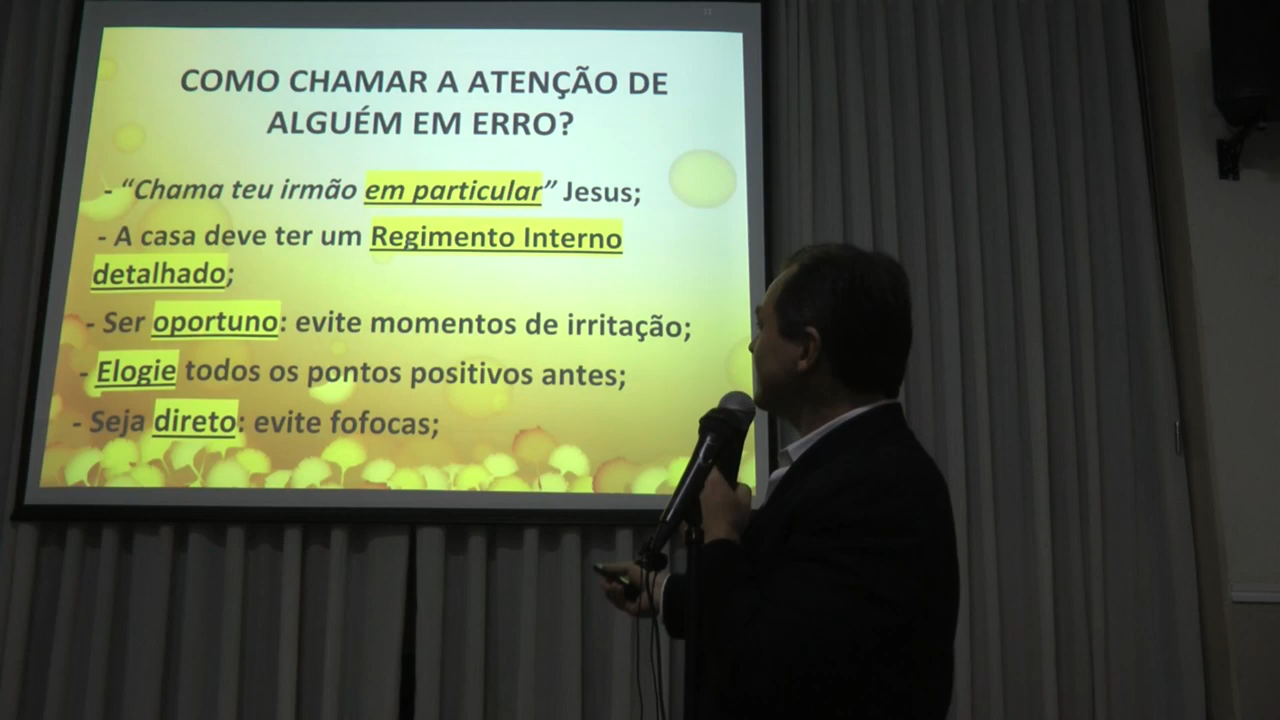 COMO CHAMAR A ATENÇÃO DE
ALGUÉM EM ERRO?
- “Chama teu irmão em particular” Jesus;
- A casa deve ter um Regimento Interno
detalhado;
- Ser oportuno: evite momentos de irritação;
- Elogie todos os pontos positivos antes;
- Seja direto: evite fofocas;